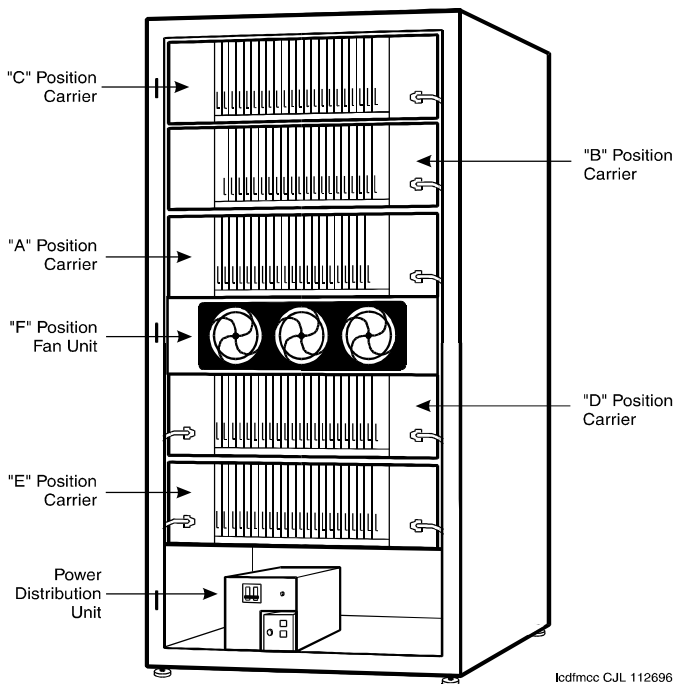 "C" Position
Carrier
"B" Position
Carrier
"A" Position
Carrier
"F" Position
Fan Unit
"D" Position
Carrier
"E" Position
Carrier
Power
Distribution
Unit
lcdfmcc CJL 112696